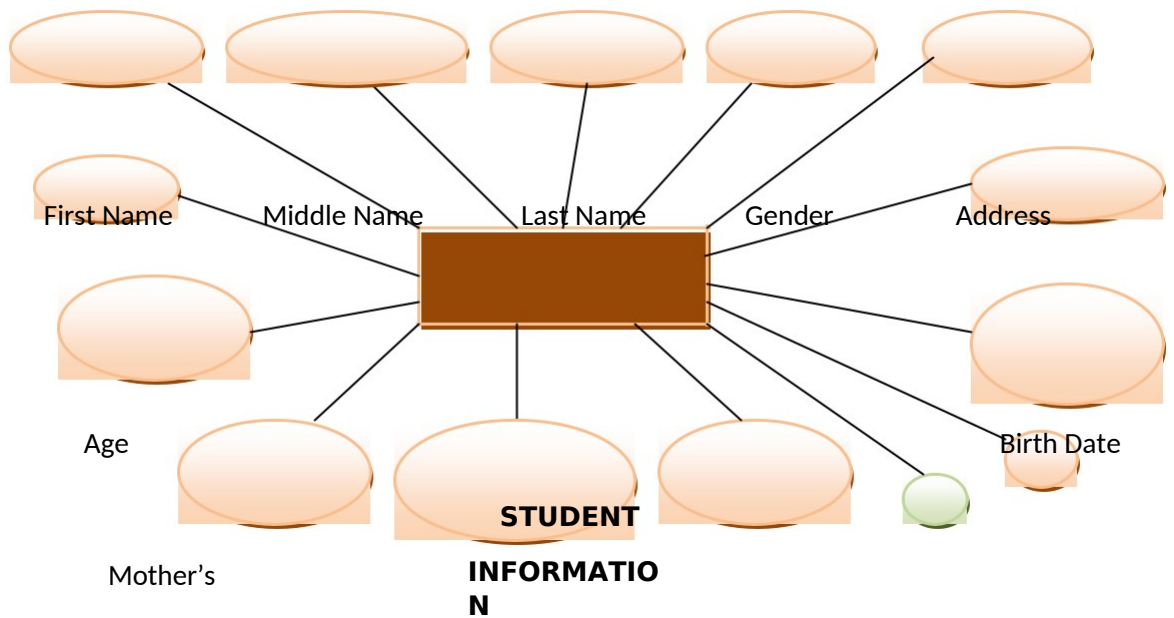 First Name Middle Name Last Name Gender Address
Age Birth Date
STUDENT
Mother’s INFORMATIO
N